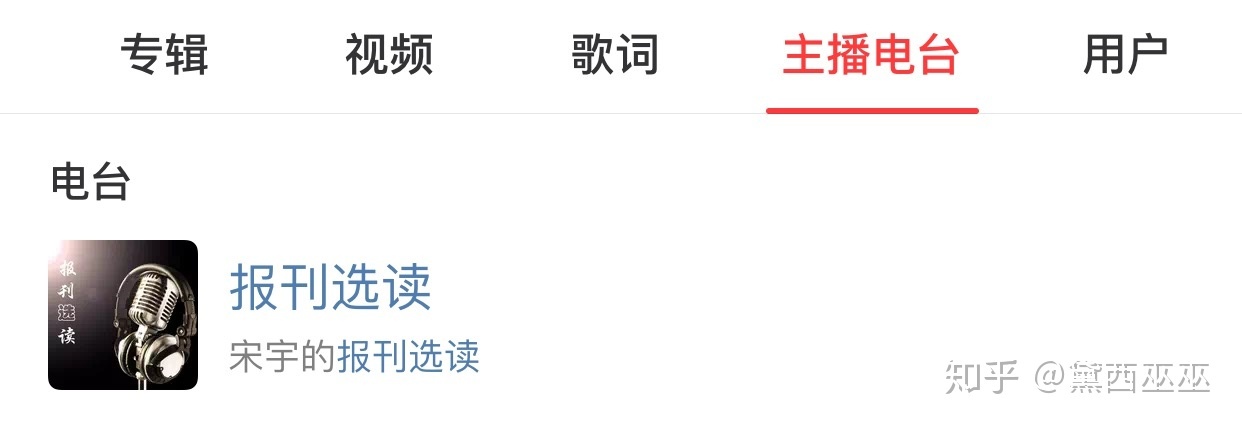 专辑 视频 歌词 主播电台 用户
电台
报刊选读
报刊选读
宋宇的报刊选读
知乎 @黛西巫巫